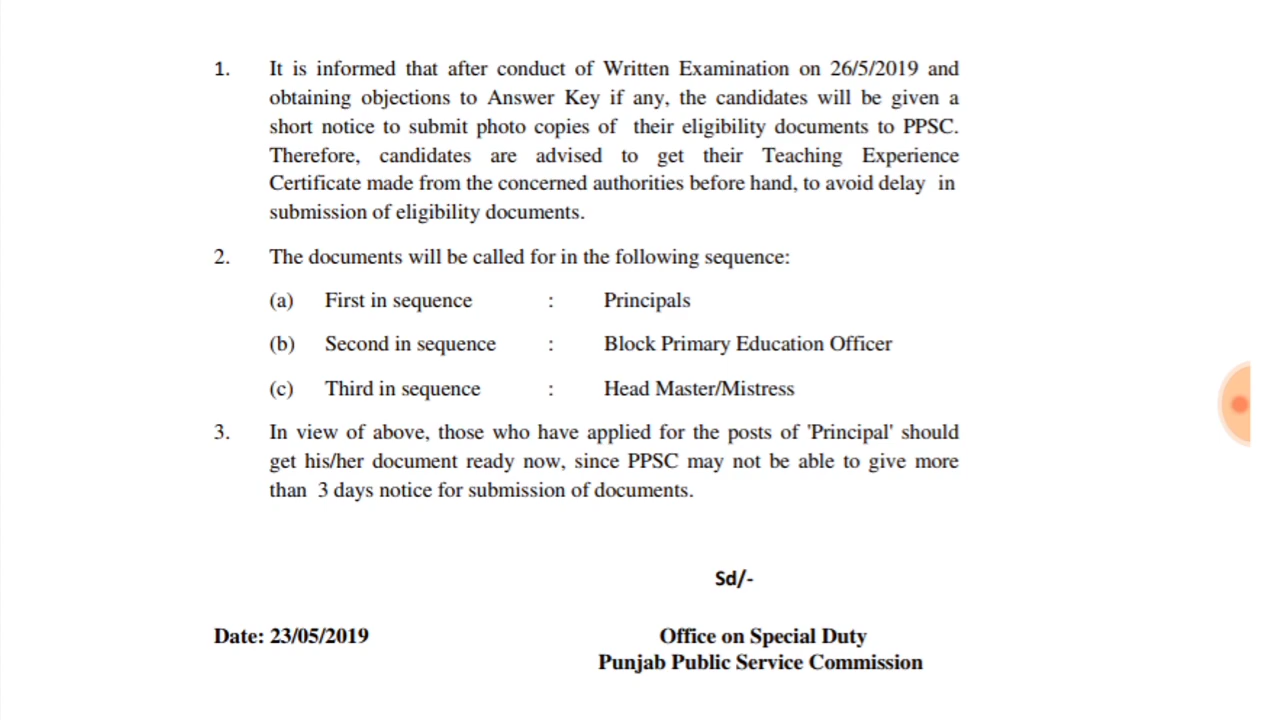 1. It is informed that after conduct of Written Examination on 26/5/2019 and
obtaining objections to Answer Key if any, the candidates will be given a
short notice to submit photo copies of their eligibility documents to PPSC.
Therefore, candidates are advised to get their Teaching Experience
Certificate made from the concerned authorities before hand, to avoid delay in
submission of eligibility documents.
2. The documents will be called for in the following sequence:
(a) First in sequence : Principals
(b) Second in sequence : Block Primary Education Officer
(c) Third in sequence : Head Master/Mistress
3. In view of above, those who have applied for the posts of 'Principal' should
get his/her document ready now, since PPSC may not be able to give more
than 3 days notice for submission of documents.
Sd/-
Date: 23/05/2019 Office on Special Duty
Punjab Public Service Commission